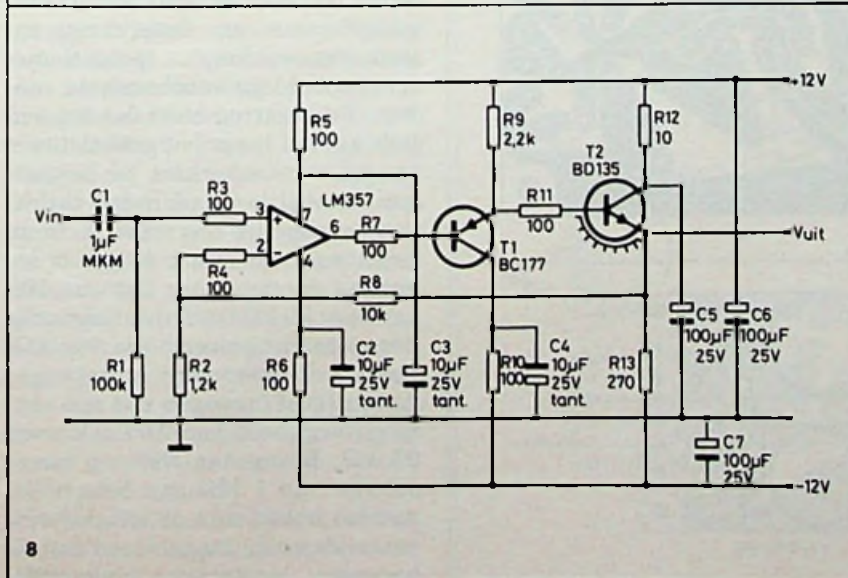 +12V
R5
100
R9
2,2k
R12
10
T2
BD135
LM357
R11
100
C1
1µF
MKM
Vin
R3
100
3
+
7
6
R7
100
2
−
4
R4
100
T1
BC177
Vuit
R8
10k
R1
100k
R2
1,2k
R6
100
C2
10µF
25V
tant.
C3
10µF
25V
tant.
R10
100
C4
10µF
25V
tant.
R13
270
C5
100µF
25V
C6
100µF
25V
C7
100µF
25V
-12V
8